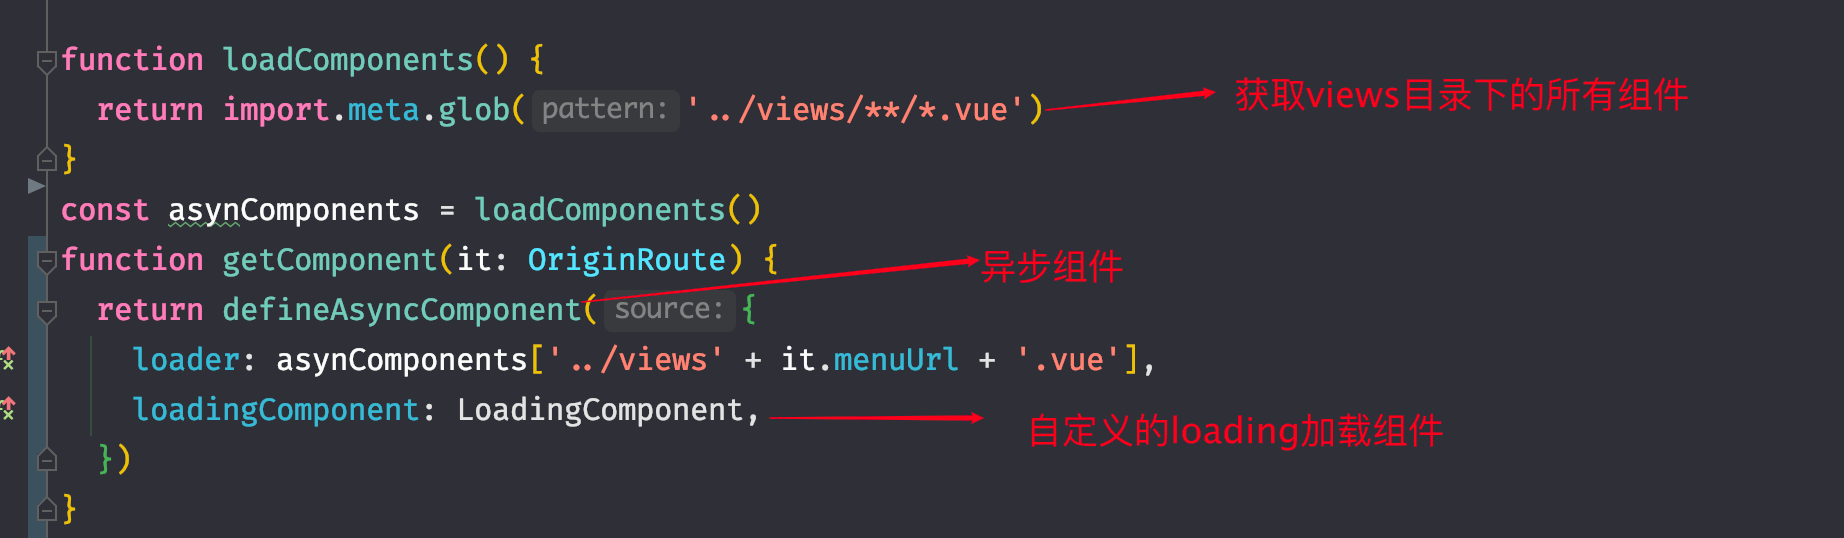 function loadComponents() {
return import.meta.glob( pattern: '../views/**/*.vue')
获取views目录下的所有组件
}
const asynComponents = loadComponents()
function getComponent(it: OriginRoute) {
异步组件
return defineAsyncComponent( source: {
loader: asynComponents['../views' + it.menuUrl + '.vue'],
loadingComponent: LoadingComponent,
自定义的loading加载组件
})
}